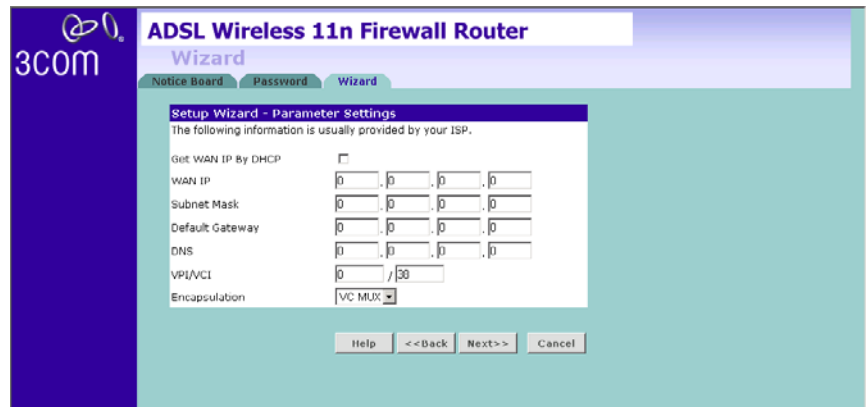 3COM
ADSL Wireless 11n Firewall Router
Wizard
Notice Board Password Wizard
Setup Wizard - Parameter Settings
The following information is usually provided by your ISP.
Get WAN IP By DHCP
WAN IP 0 . 0 . 0 . 0
Subnet Mask 0 . 0 . 0 . 0
Default Gateway 0 . 0 . 0 . 0
DNS 0 . 0 . 0 . 0
VPI/VCI 0 / 38
Encapsulation VC MUX
Help <<Back Next>> Cancel